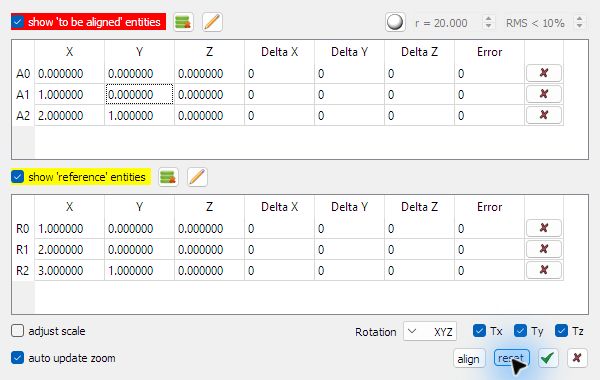 show 'to be aligned' entities r = 20.000 RMS < 10%
X Y Z Delta X Delta Y Delta Z Error
A0 0.000000 0.000000 0.000000 0 0 0 0
A1 1.000000 0.000000 0.000000 0 0 0 0
A2 2.000000 1.000000 0.000000 0 0 0 0
show 'reference' entities
X Y Z Delta X Delta Y Delta Z Error
R0 1.000000 0.000000 0.000000 0 0 0 0
R1 2.000000 0.000000 0.000000 0 0 0 0
R2 3.000000 1.000000 0.000000 0 0 0 0
adjust scale Rotation XYZ Tx Ty Tz
auto update zoom align reset